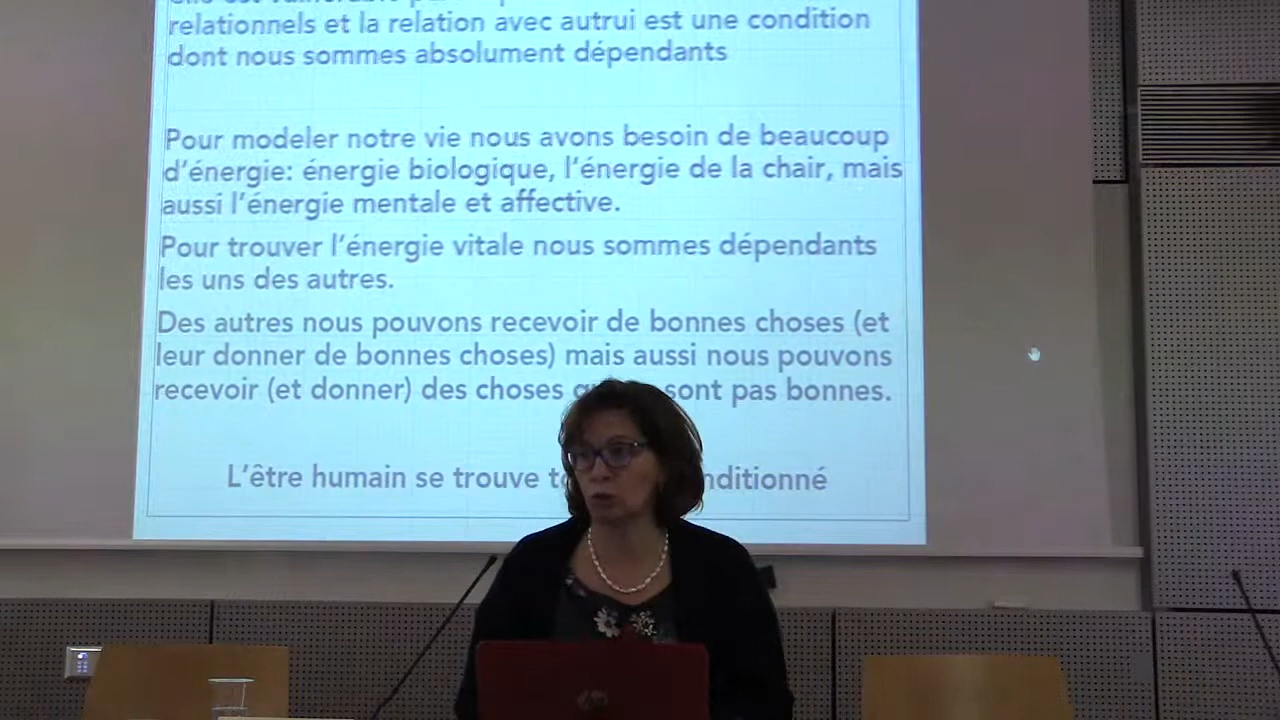 relationnels et la relation avec autrui est une condition
dont nous sommes absolument dépendants
Pour modeler notre vie nous avons besoin de beaucoup
d'énergie: énergie biologique, l'énergie de la chair, mais
aussi l'énergie mentale et affective.
Pour trouver l'énergie vitale nous sommes dépendants
les uns des autres.
Des autres nous pouvons recevoir de bonnes choses (et
leur donner de bonnes choses) mais aussi nous pouvons
recevoir (et donner) des choses sont pas bonnes.
L'être humain se trouve
hp